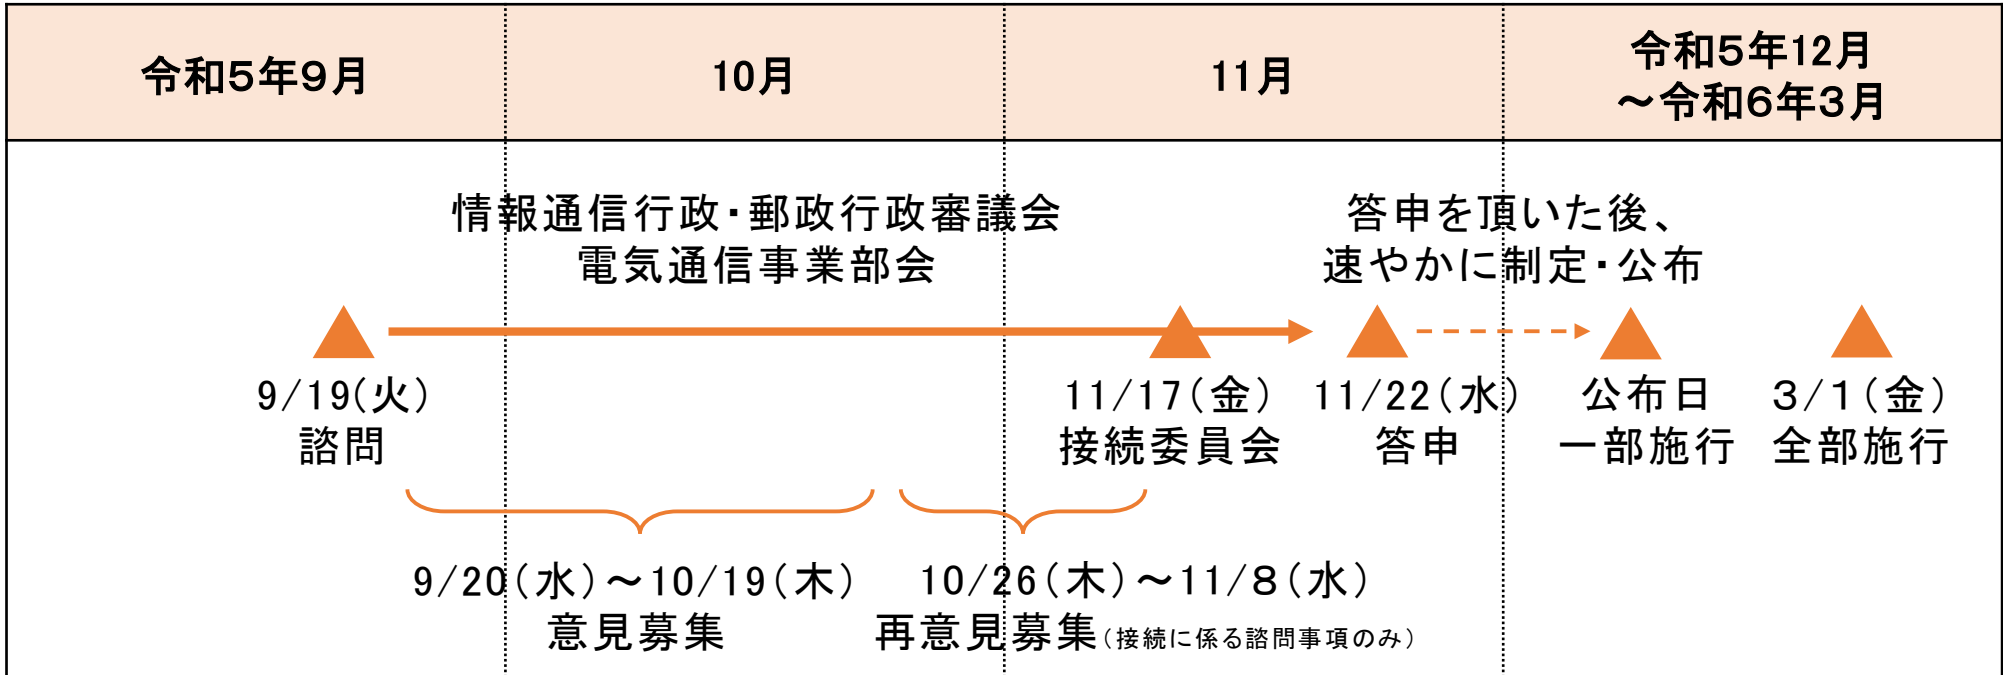 令和５年９月
10月
11月
令和５年12月
～令和６年３月
情報通信行政・郵政行政審議会
電気通信事業部会
答申を頂いた後、
速やかに制定・公布
9/19(火)
諮問
11/17(金)
接続委員会
11/22(水)
答申
公布日
一部施行
３/１(金)
全部施行
9/20(水)～10/19(木)
意見募集
10/26(木)～11/８(水)
再意見募集(接続に係る諮問事項のみ)